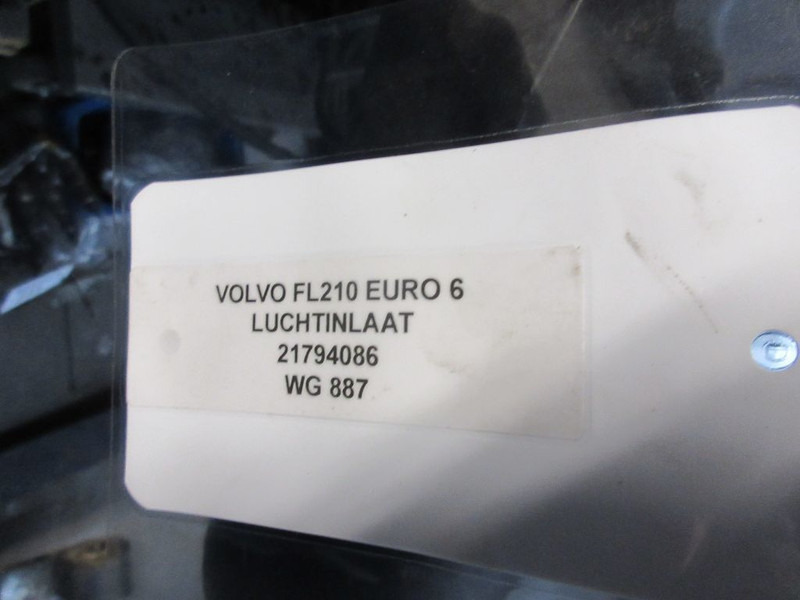 VOLVO FL210 EURO 6
LUCHTINLAAT
21794086
WG 887